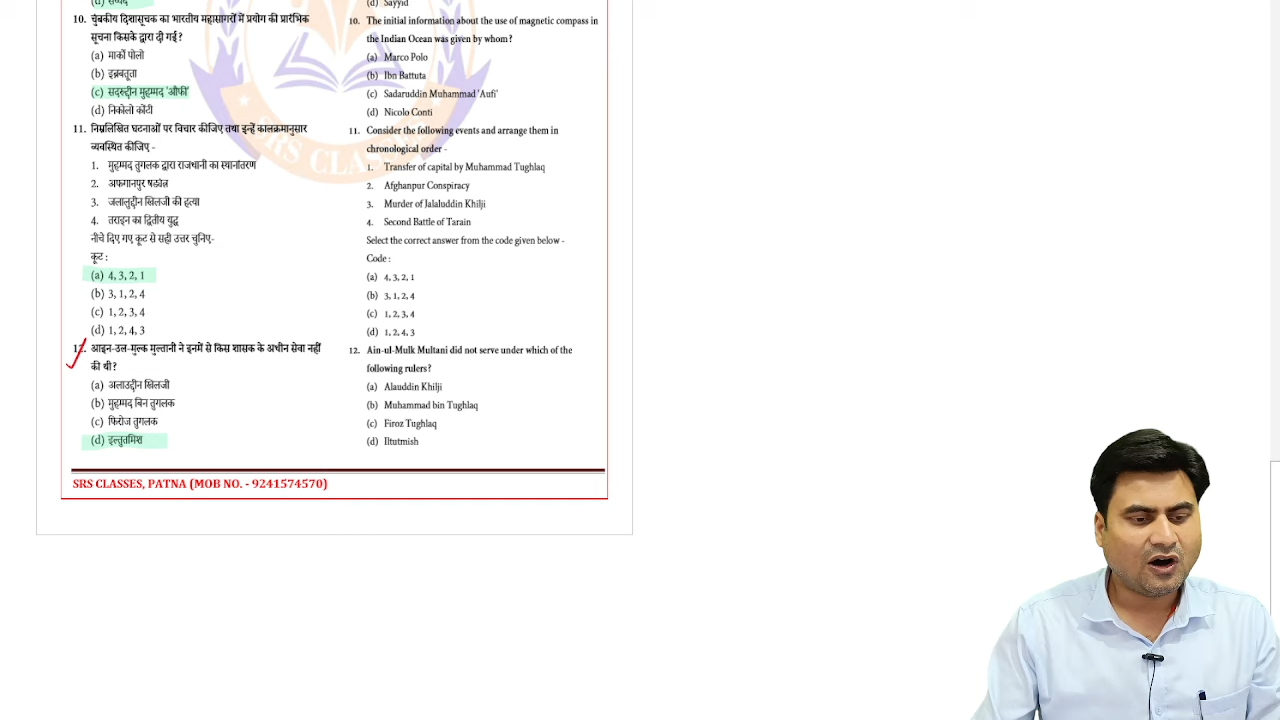 (d) सय्यद
10. चुंबकीय दिशासूचक का भारतीय महासागरों में प्रयोग की प्रारंभिक
सूचना किसके द्वारा दी गई?
(a) मार्को पोलो
(b) इब्नबतूता
(c) सदरुद्दीन मुहम्मद 'औफी'
(d) निकोलो कोंटी
11. निम्नलिखित घटनाओं पर विचार कीजिए तथा इन्हें कालक्रमानुसार
व्यवस्थित कीजिए -
1. मुहम्मद तुगलक द्वारा राजधानी का स्थानांतरण
2. अफगानपुर षड्यंत्र
3. जलालुद्दीन खिलजी की हत्या
4. तराइन का द्वितीय युद्ध
नीचे दिए गए कूट से सही उत्तर चुनिए-
कूट :
(a) 4, 3, 2, 1
(b) 3, 1, 2, 4
(c) 1, 2, 3, 4
(d) 1, 2, 4, 3
12. आइन-उल-मुल्क मुल्तानी ने इनमें से किस शासक के अधीन सेवा नहीं
की थी?
(a) अलाउद्दीन खिलजी
(b) मुहम्मद बिन तुगलक
(c) फिरोज तुगलक
(d) इल्तुतमिश
(d) Sayyid
10. The initial information about the use of magnetic compass in
the Indian Ocean was given by whom?
(a) Marco Polo
(b) Ibn Battuta
(c) Sadaruddin Muhammad 'Aufi'
(d) Nicolo Conti
11. Consider the following events and arrange them in
chronological order -
1. Transfer of capital by Muhammad Tughlaq
2. Afghanpur Conspiracy
3. Murder of Jalaluddin Khilji
4. Second Battle of Tarain
Select the correct answer from the code given below -
Code :
(a) 4, 3, 2, 1
(b) 3, 1, 2, 4
(c) 1, 2, 3, 4
(d) 1, 2, 4, 3
12. Ain-ul-Mulk Multani did not serve under which of the
following rulers?
(a) Alauddin Khilji
(b) Muhammad bin Tughlaq
(c) Firoz Tughlaq
(d) Iltutmish
SRS CLASSES
SRS CLASSES, PATNA (MOB NO. - 9241574570)